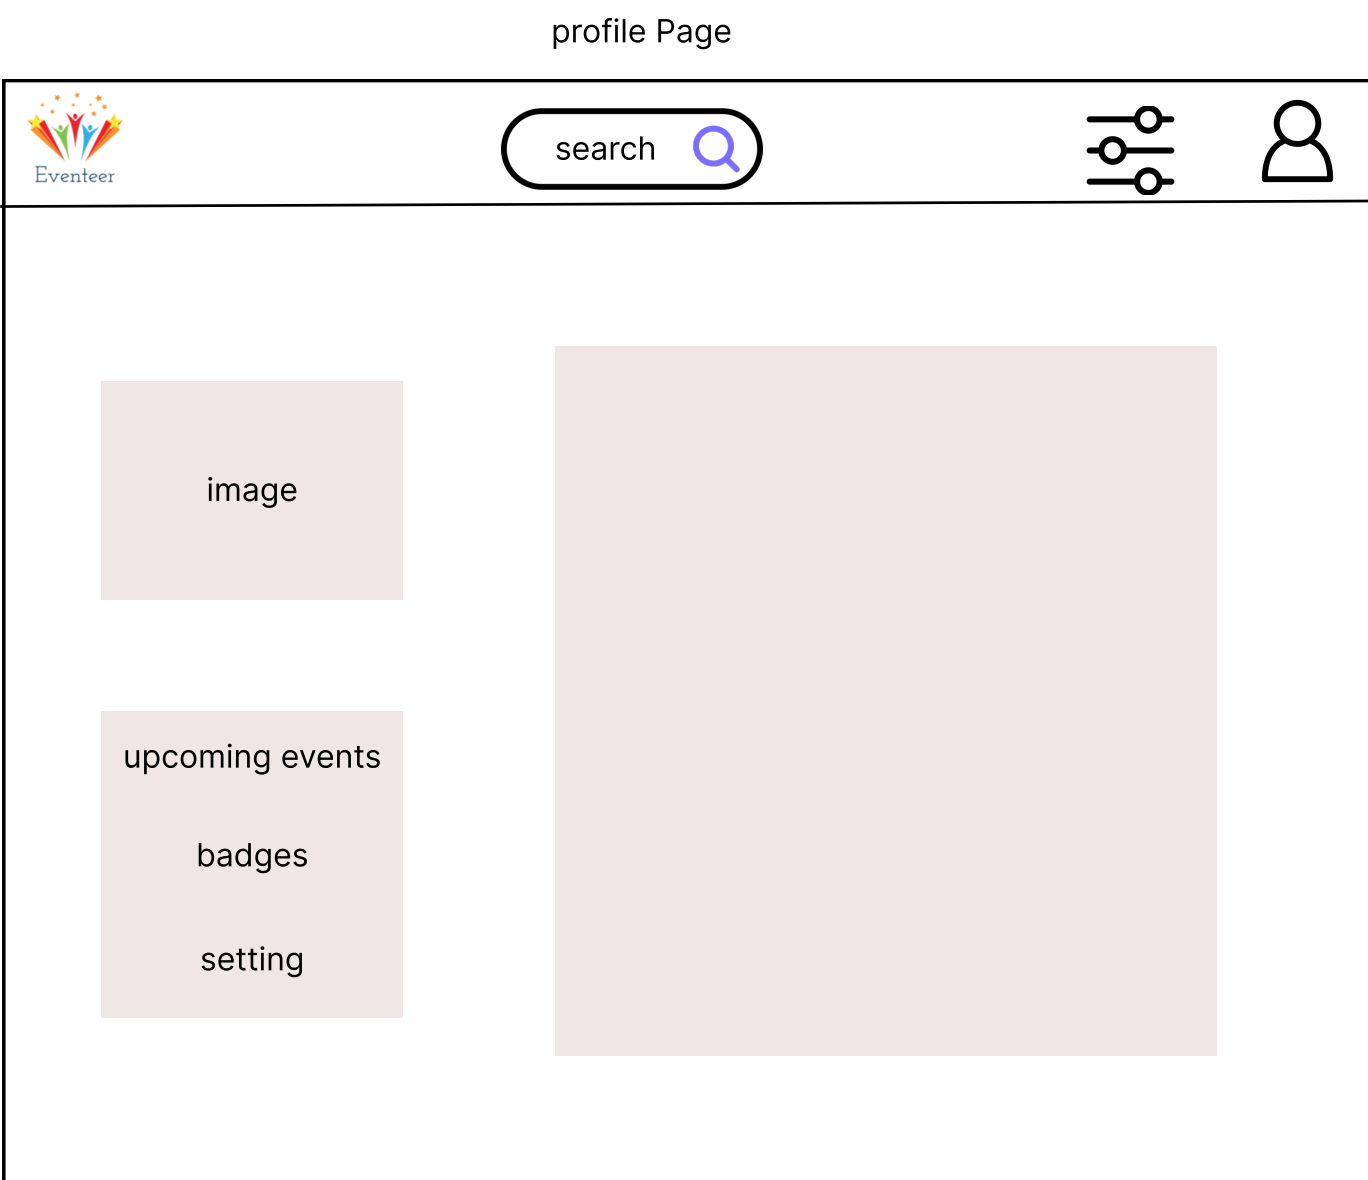 profile Page
Eventeer
search
image
upcoming events
badges
setting